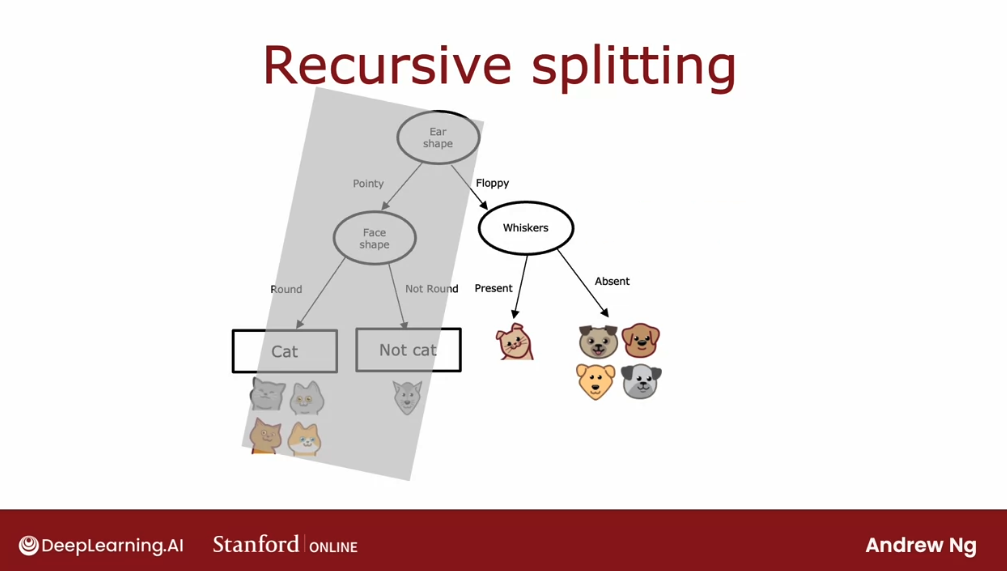 Recursive splitting
Ear
shape
Pointy
Floppy
Face
shape
Whiskers
Round
Not Round
Present
Absent
Cat
Not cat
DeepLearning.AI
Stanford ONLINE
Andrew Ng